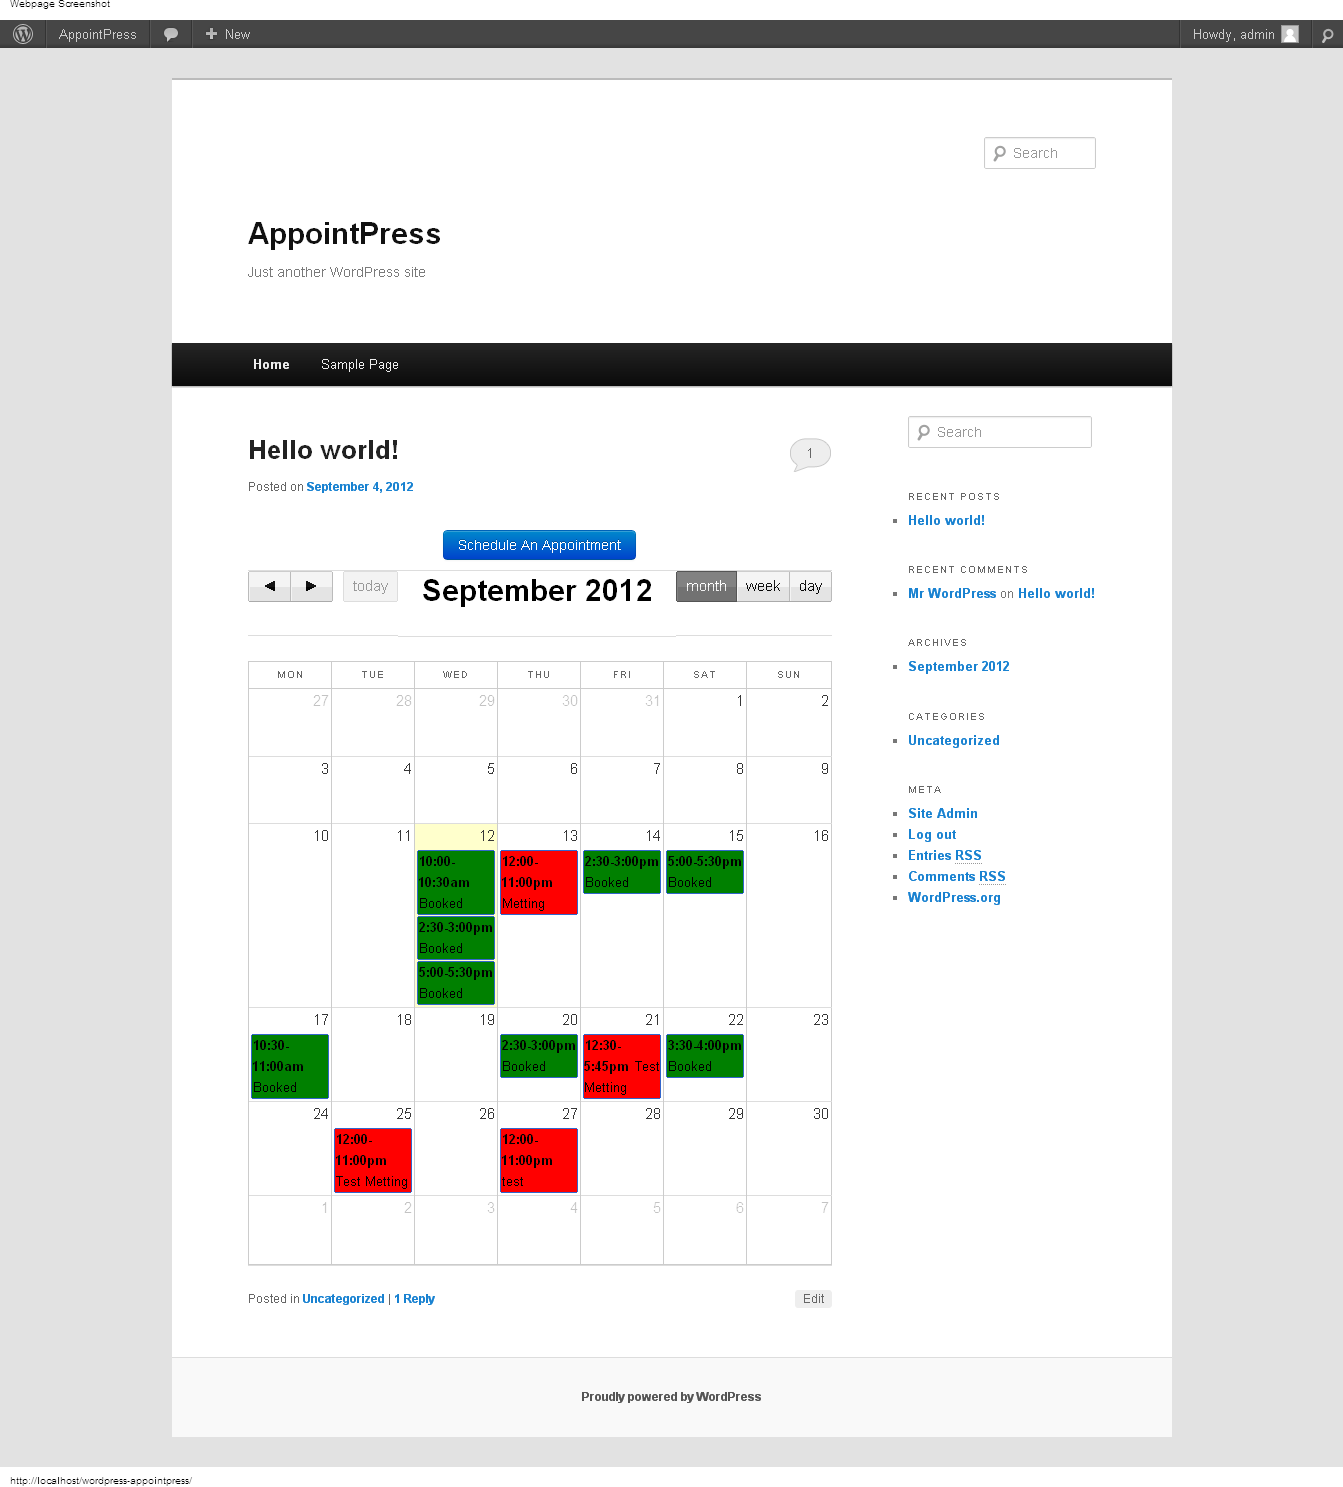 Webpage Screenshot
AppointPress
New
Howdy, admin
Search
AppointPress
Just another WordPress site
Home
Sample Page
Hello world!
1
Posted on September 4, 2012
Schedule An Appointment
today
September 2012
month
week
day
MON TUE WED THU FRI SAT SUN
27 28 29 30 31 1 2
3 4 5 6 7 8 9
10 11 12 13 14 15 16
10:00-
10:30am
Booked
2:30-3:00pm
Booked
5:00-5:30pm
Booked
12:00-
11:00pm
Metting
2:30-3:00pm
Booked
5:00-5:30pm
Booked
17 18 19 20 21 22 23
10:30-
11:00am
Booked
2:30-3:00pm
Booked
12:30-
5:45pm Test
Metting
3:30-4:00pm
Booked
24 25 26 27 28 29 30
12:00-
11:00pm
Test Metting
12:00-
11:00pm
test
1 2 3 4 5 6 7
Posted in Uncategorized | 1 Reply
Edit
Search
RECENT POSTS
Hello world!
RECENT COMMENTS
Mr WordPress on Hello world!
ARCHIVES
September 2012
CATEGORIES
Uncategorized
META
Site Admin
Log out
Entries RSS
Comments RSS
WordPress.org
Proudly powered by WordPress
http://localhost/wordpress-appointpress/